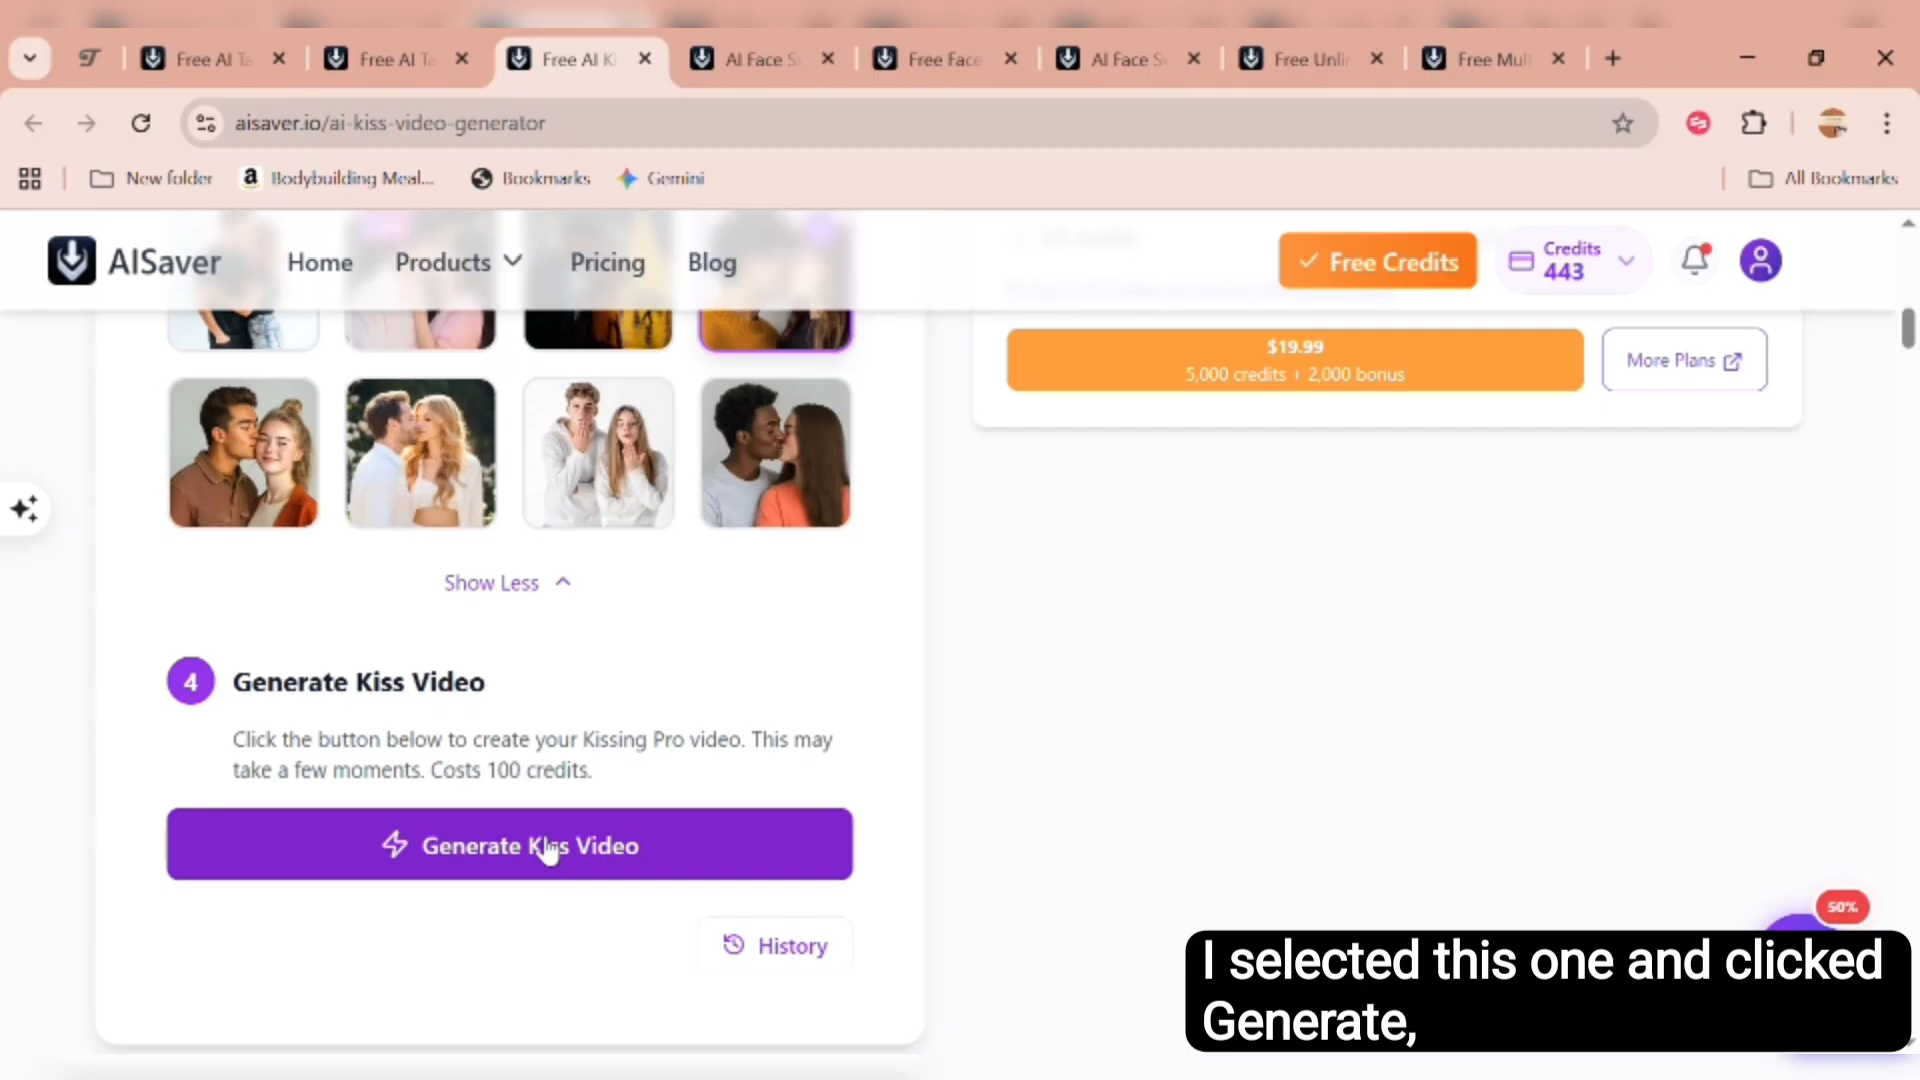 Free AI Ta
Free AI Ta
Free AI Ki
AI Face S
Free Face
AI Face S
Free Unli
Free Mul
aisaver.io/ai-kiss-video-generator
New folder
Bodybuilding Meal...
Bookmarks
Gemini
All Bookmarks
AISaver
Home
Products
Pricing
Blog
Free Credits
Credits
443
$19.99
5,000 credits + 2,000 bonus
More Plans
Show Less
4
Generate Kiss Video
Click the button below to create your Kissing Pro video. This may
take a few moments. Costs 100 credits.
Generate Kiss Video
History
50%
I selected this one and clicked
Generate,